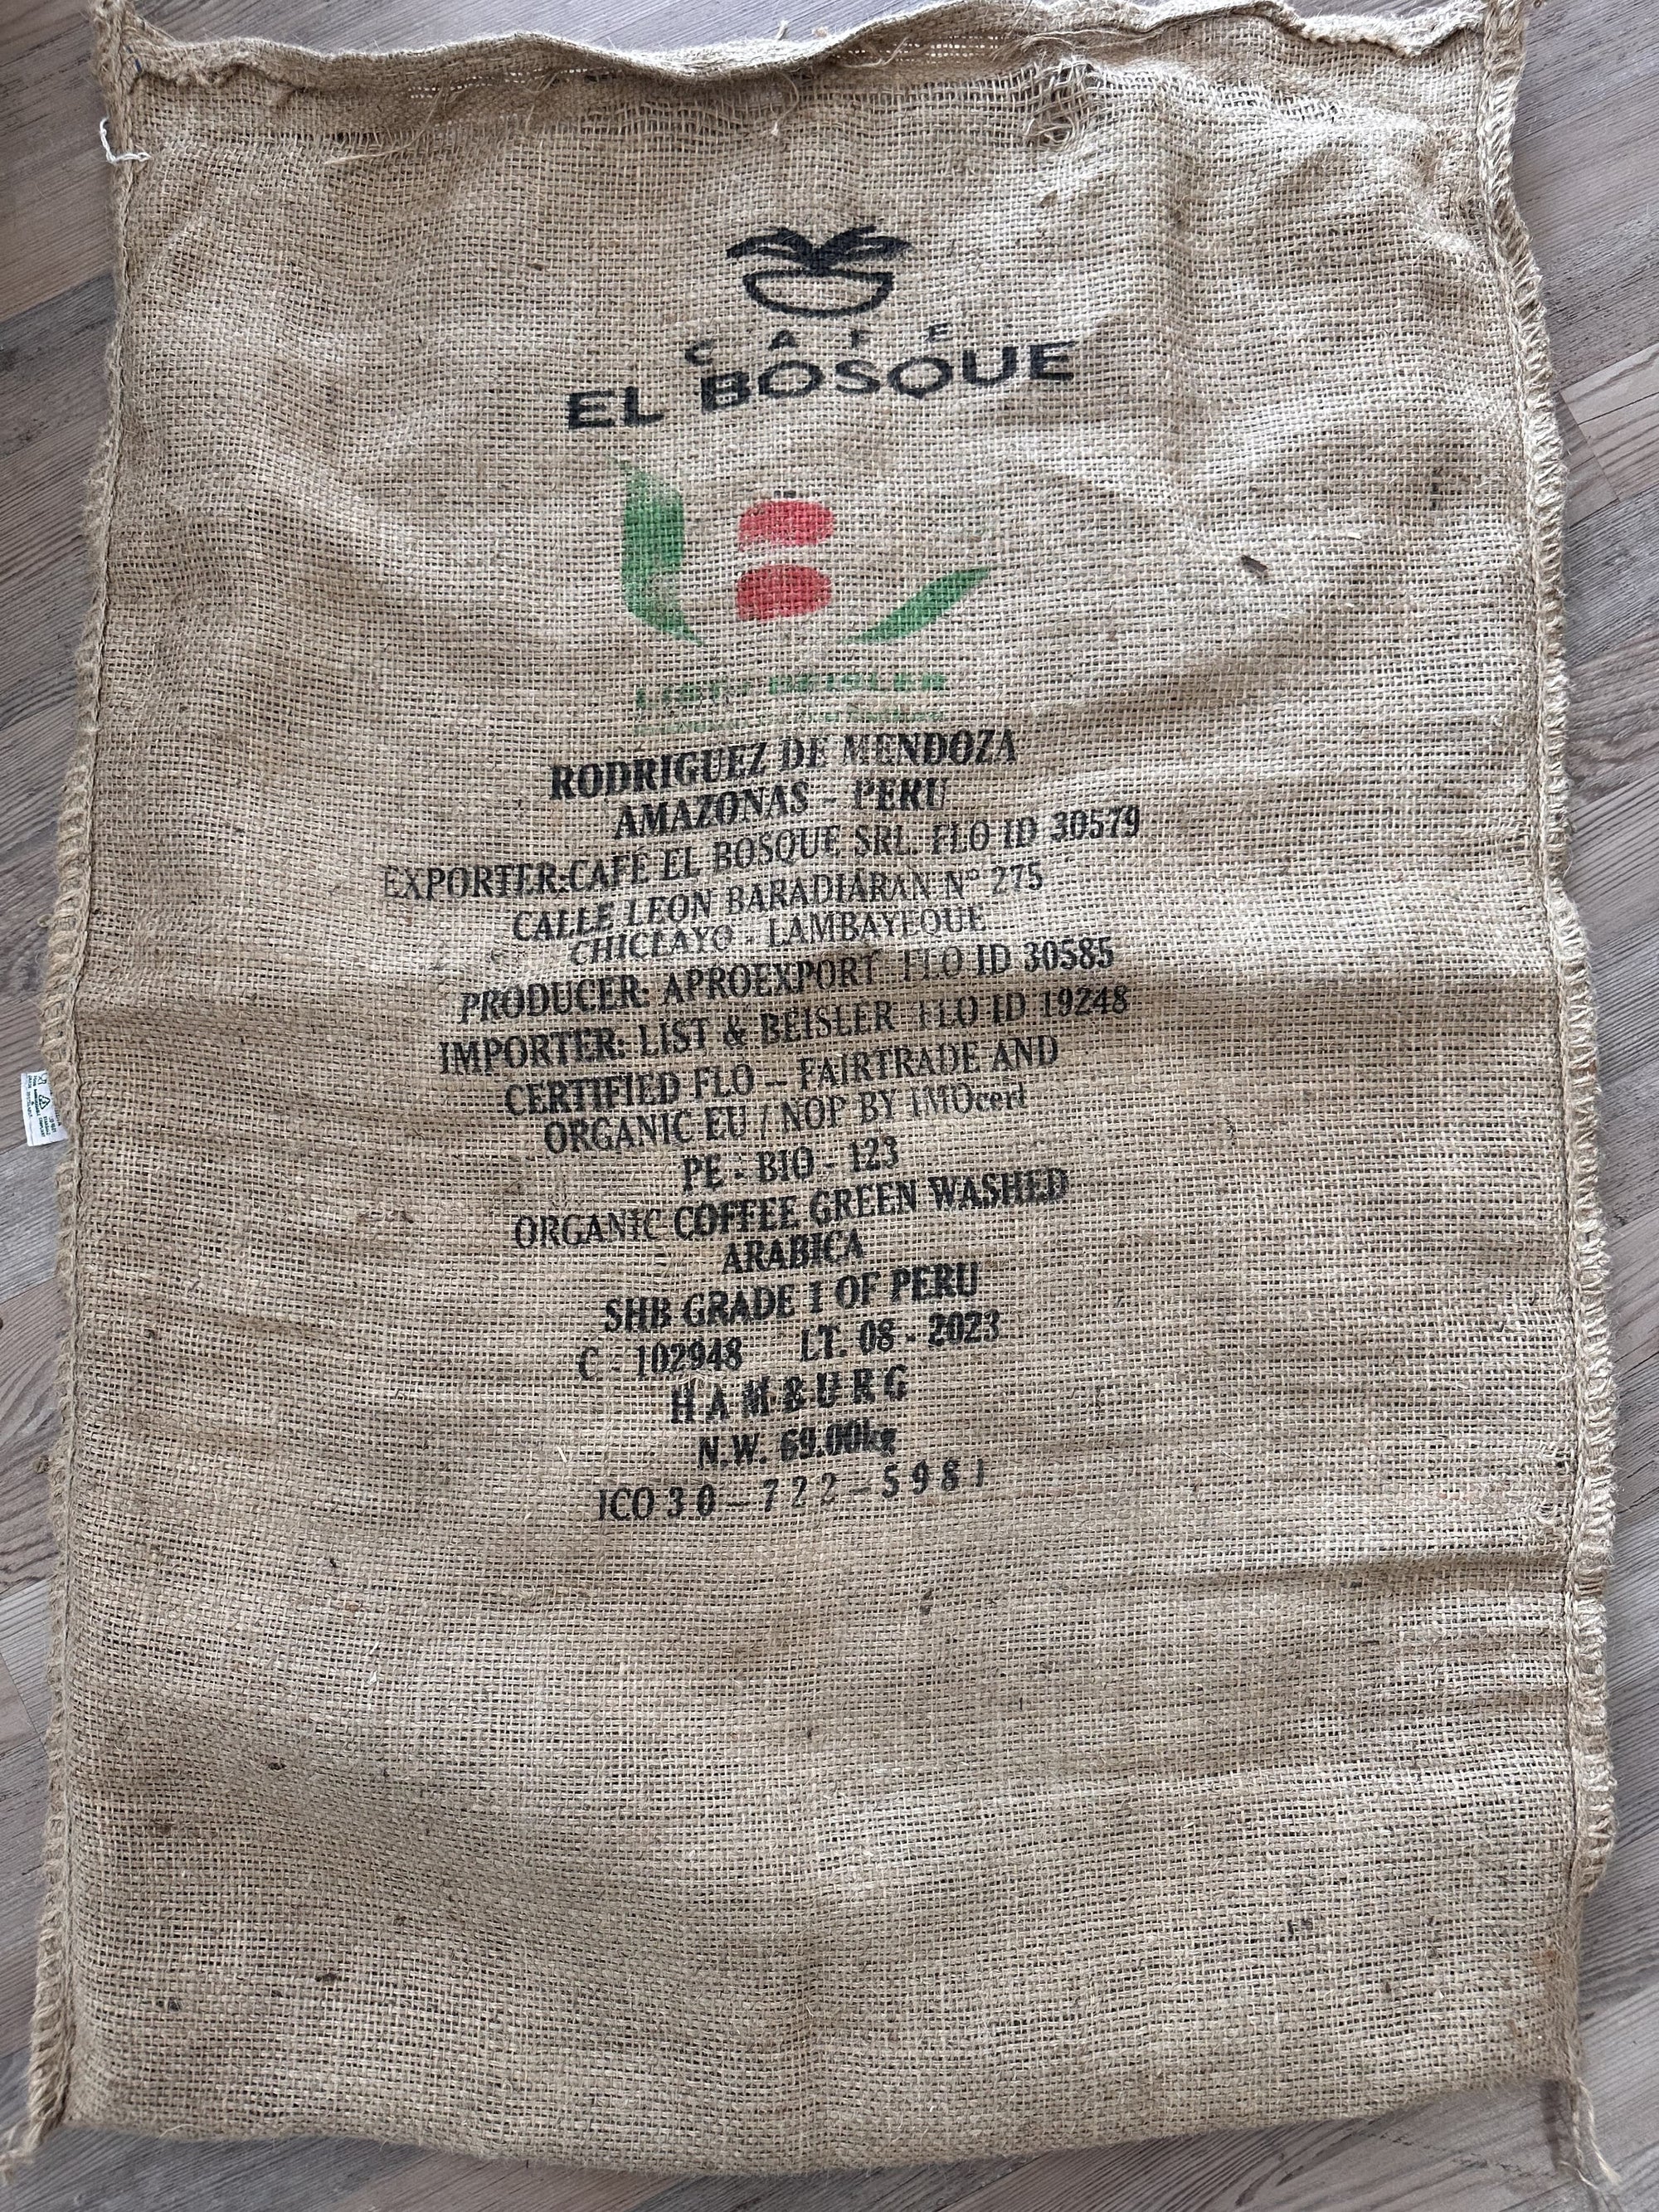 CAFE
EL BOSQUE
LIST + BEISLER
RODRIGUEZ DE MENDOZA
AMAZONAS - PERU
EXPORTER:CAFE EL BOSQUE SRL. FLO ID 30579
CALLE LEON BARADIARAN N° 275
CHICLAYO - LAMBAYEQUE
PRODUCER: APROEXPORT FLO ID 30585
IMPORTER: LIST & BEISLER FLO ID 19248
CERTIFIED FLO – FAIRTRADE AND
ORGANIC EU / NOP BY IMOcert
PE - BIO - 123
ORGANIC COFFEE GREEN WASHED
ARABICA
SHB GRADE 1 OF PERU
C - 102948 LT. 08 - 2023
HAMBURG
N.W. 69.00kg
ICO 30 – 722 – 5981